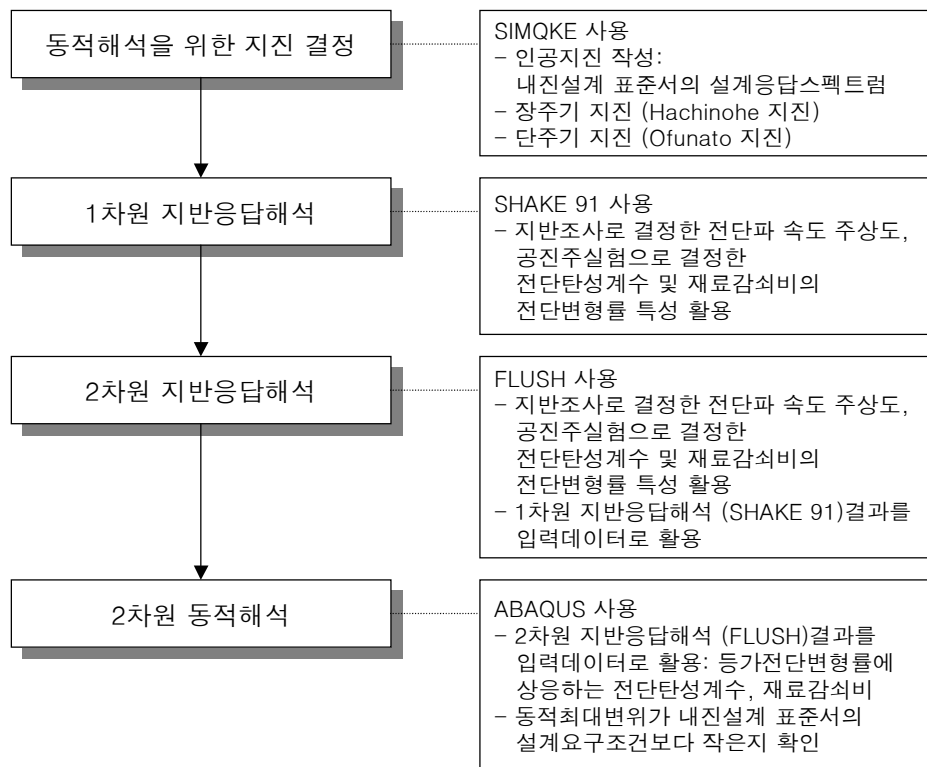 동적해석을 위한 지진 결정
SIMQKE 사용
– 인공지진 작성:
내진설계 표준서의 설계응답스펙트럼
– 장주기 지진 (Hachinohe 지진)
– 단주기 지진 (Ofunato 지진)
1차원 지반응답해석
SHAKE 91 사용
– 지반조사로 결정한 전단파 속도 주상도,
공진주실험으로 결정한
전단탄성계수 및 재료감쇠비의
전단변형률 특성 활용
2차원 지반응답해석
FLUSH 사용
– 지반조사로 결정한 전단파 속도 주상도,
공진주실험으로 결정한
전단탄성계수 및 재료감쇠비의
전단변형률 특성 활용
– 1차원 지반응답해석 (SHAKE 91)결과를
입력데이터로 활용
2차원 동적해석
ABAQUS 사용
– 2차원 지반응답해석 (FLUSH)결과를
입력데이터로 활용: 등가전단변형률에
상응하는 전단탄성계수, 재료감쇠비
– 동적최대변위가 내진설계 표준서의
설계요구조건보다 작은지 확인